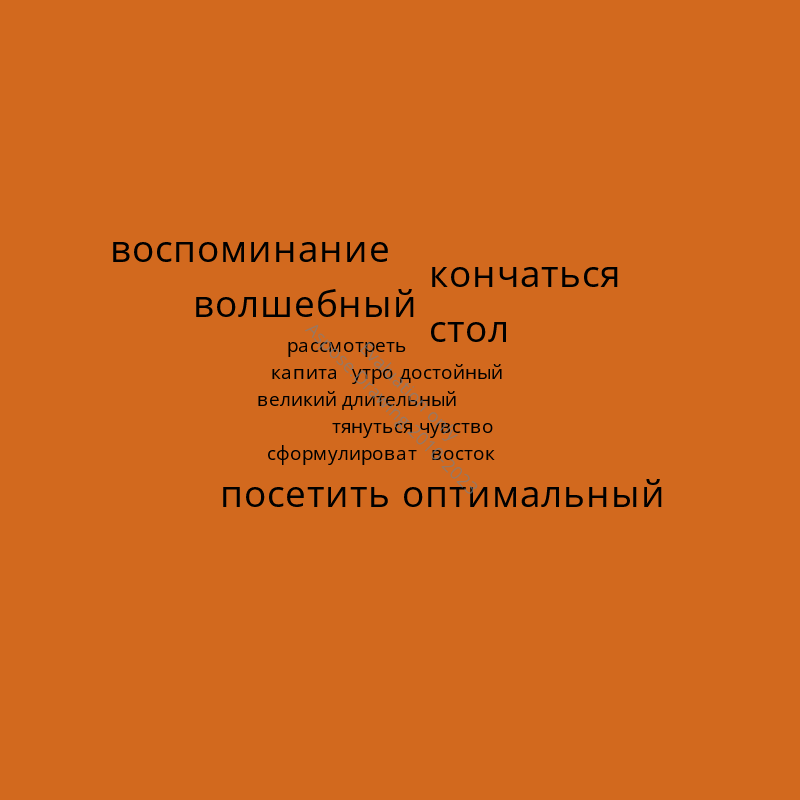 воспоминание
кончаться
волшебный
стол
рассмотреть
капита утро достойный
великий длительный
тянуться чувство
сформулироват восток
посетить оптимальный